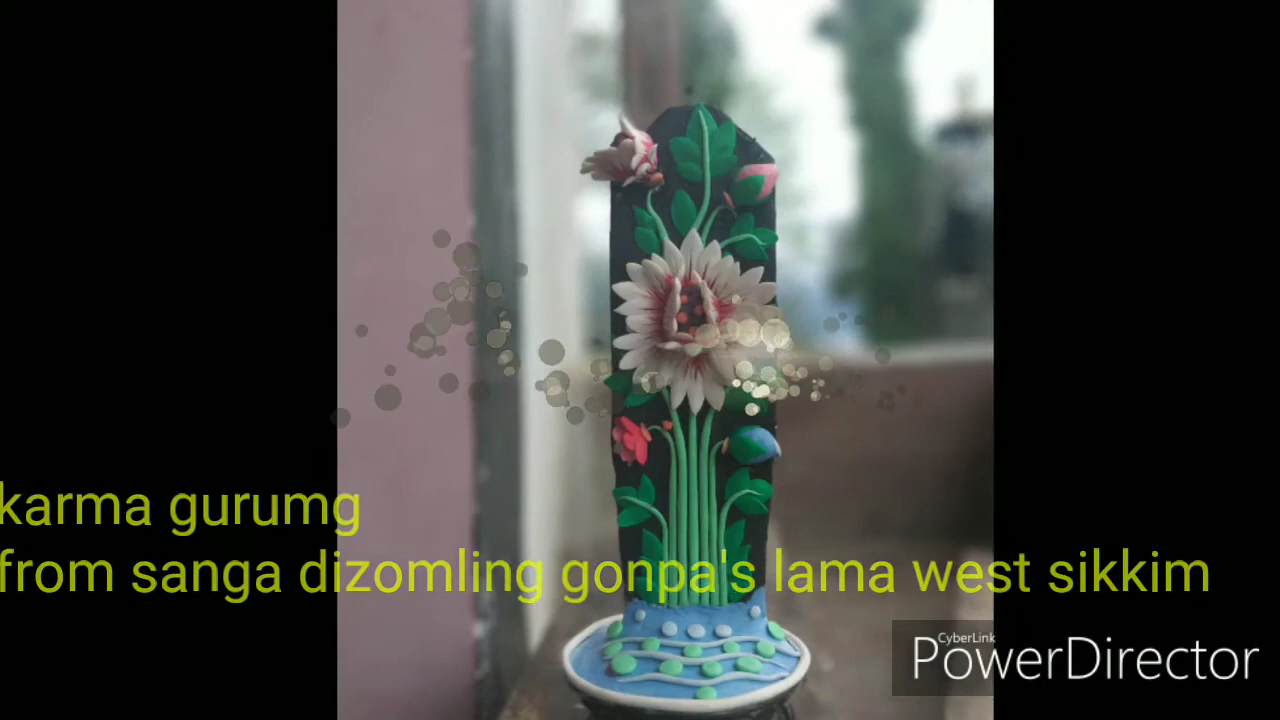 karma gurumg
from sanga dizomling gonpa's lama west sikkim
CyberLink
PowerDirector